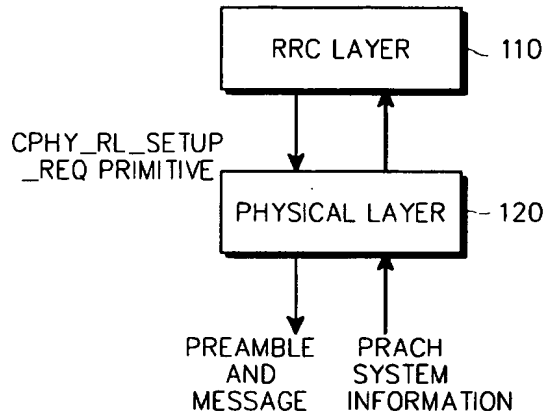 RRC LAYER
110
CPHY_RL_SETUP
_REQ PRIMITIVE
PHYSICAL LAYER
120
PREAMBLE
AND
MESSAGE
PRACH
SYSTEM
INFORMATION